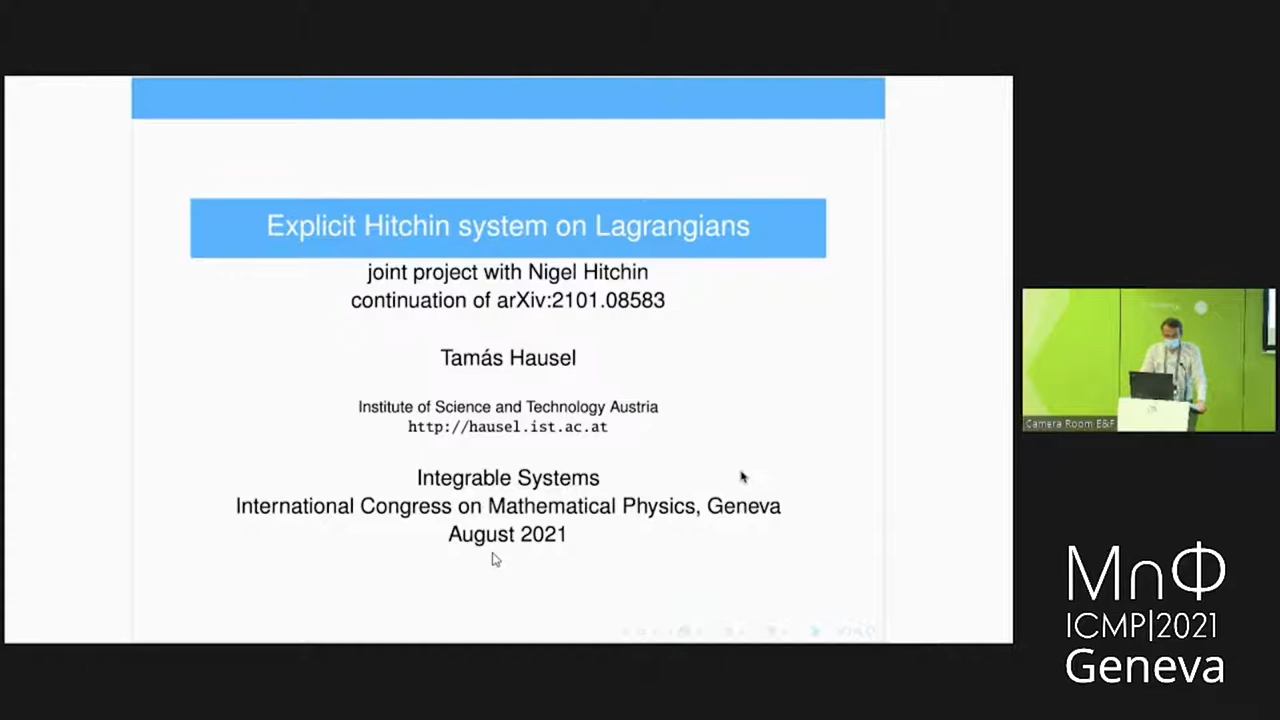 Explicit Hitchin system on Lagrangians
joint project with Nigel Hitchin
continuation of arXiv:2101.08583
Tamás Hausel
Institute of Science and Technology Austria
http://hausel.ist.ac.at
Integrable Systems
International Congress on Mathematical Physics, Geneva
August 2021
Camera Room E&F
M∩Φ
ICMP|2021
Geneva